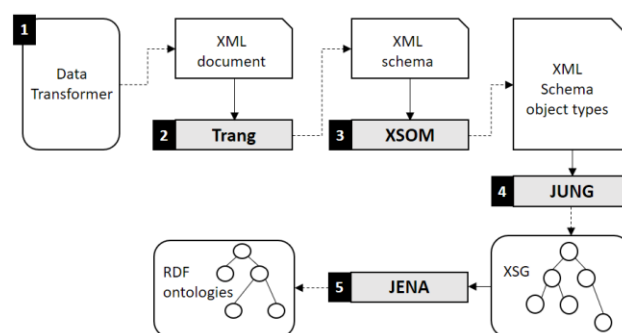 1
Data
Transformer
XML
document
XML
schema
XML
Schema
object types
2
Trang
3
XSOM
4
JUNG
RDF
ontologies
5
JENA
XSG